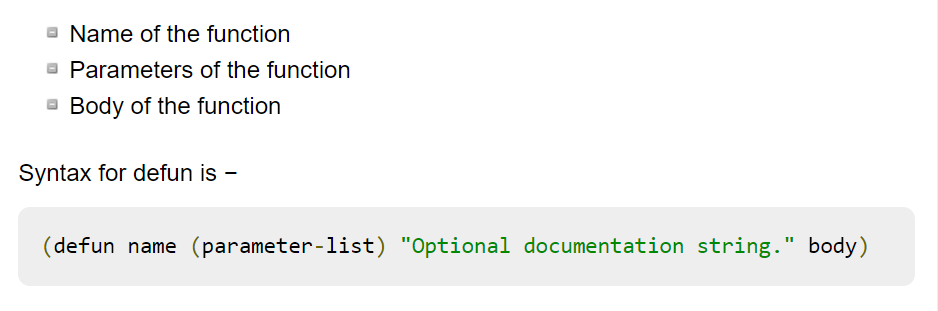 Name of the function
Parameters of the function
Body of the function
Syntax for defun is −
(defun name (parameter-list) "Optional documentation string." body)